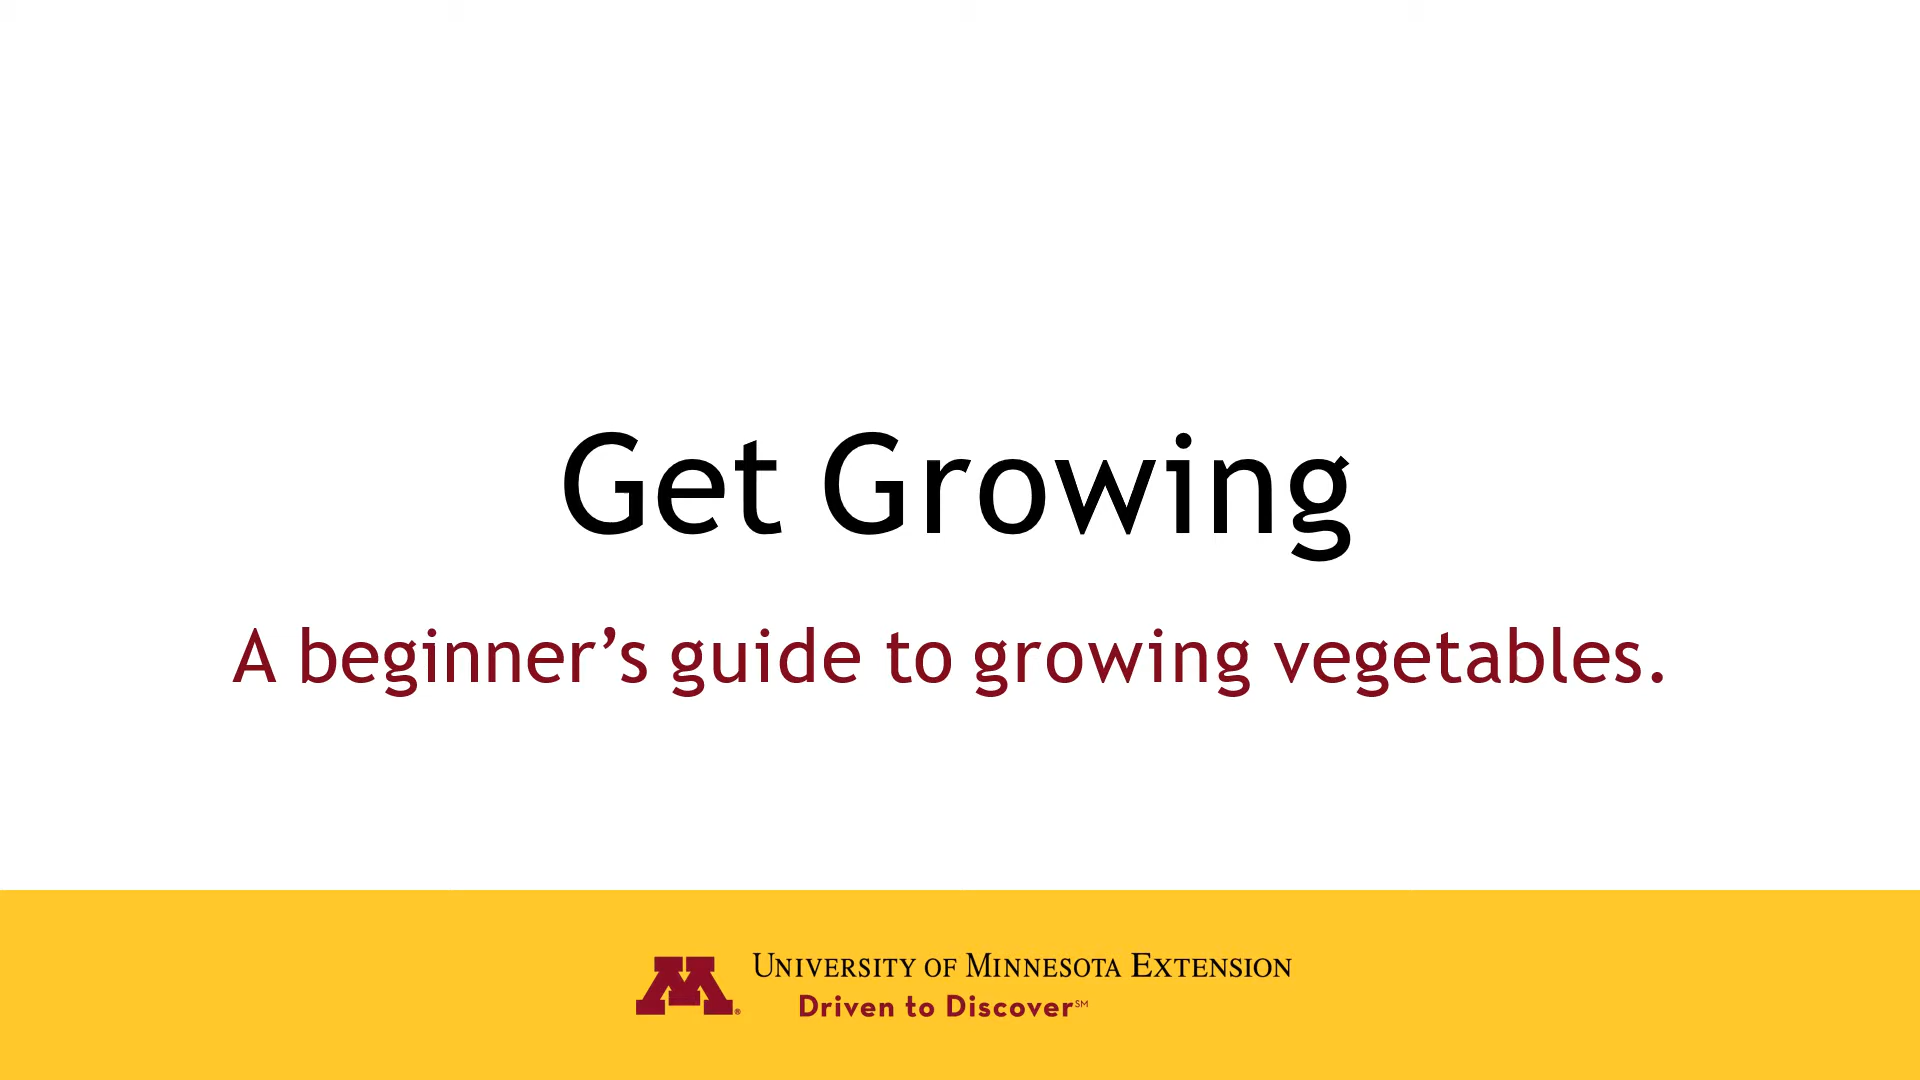 Get Growing
A beginner’s guide to growing vegetables.
M®
UNIVERSITY OF MINNESOTA EXTENSION
Driven to Discover℠